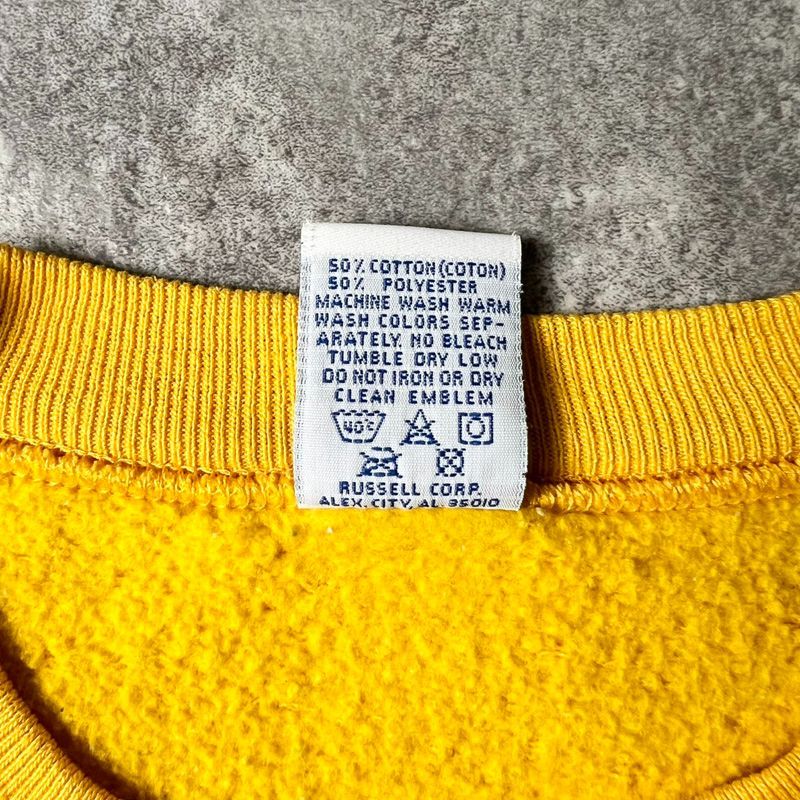 50% COTTON (COTON)
50% POLYESTER
MACHINE WASH WARM
WASH COLORS SEP-
ARATELY. NO BLEACH
TUMBLE DRY LOW
DO NOT IRON OR DRY
CLEAN EMBLEM
40°C
RUSSELL CORP.
ALEX. CITY, AL. 35010